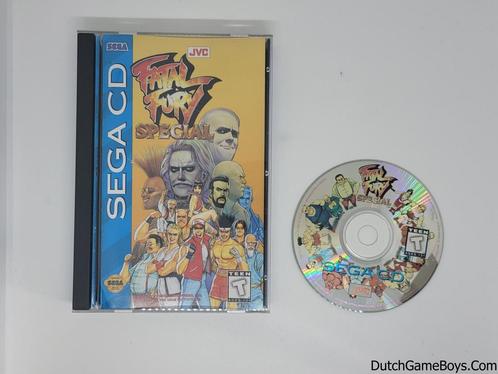 SEGA
JVC
FATAL
FURY
SPECIAL
SEGA CD
TEEN
T
FATAL
FURY
SPECIAL
TEEN
T
SEGA CD
DutchGameBoys.Com